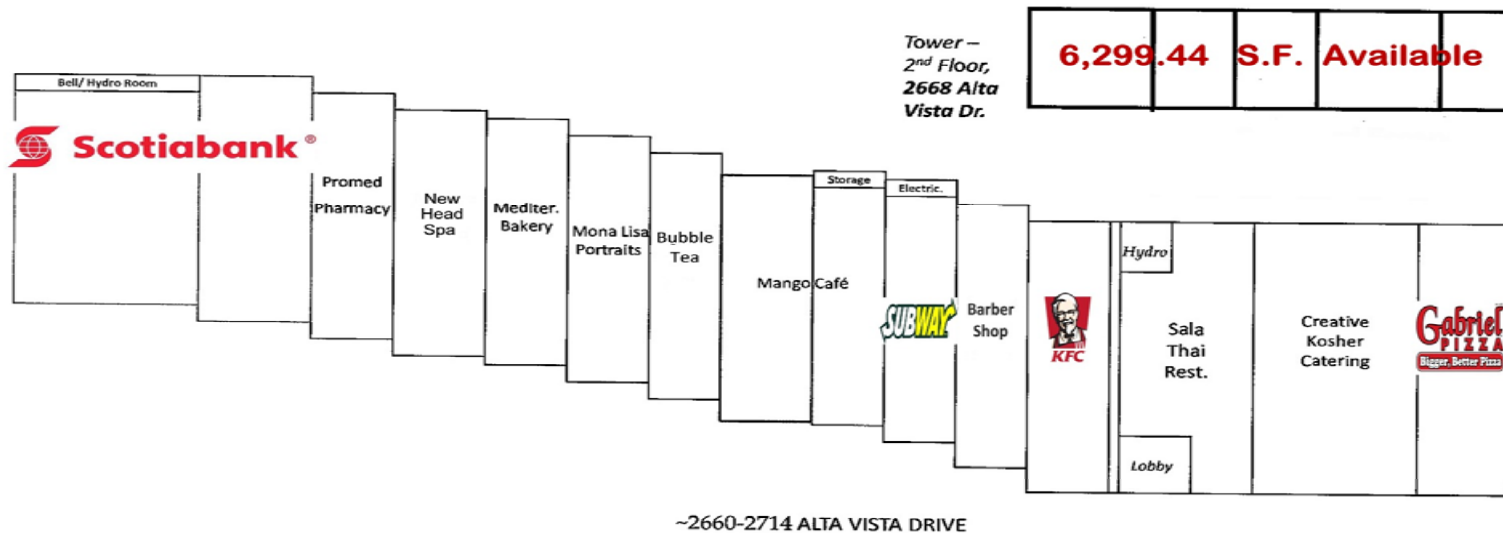 Tower –
2nd Floor,
2668 Alta
Vista Dr.
6,299.44 S.F. Available
Bell/ Hydro Room
Scotiabank®
Promed
Pharmacy
New
Head
Spa
Mediter.
Bakery
Mona Lisa
Portraits
Bubble
Tea
Mango Café
Storage
Electric.
SUBWAY
Barber
Shop
KFC
Hydro
Lobby
Sala
Thai
Rest.
Creative
Kosher
Catering
Gabriel
PIZZA
Bigger, Better Pizza
~2660-2714 ALTA VISTA DRIVE